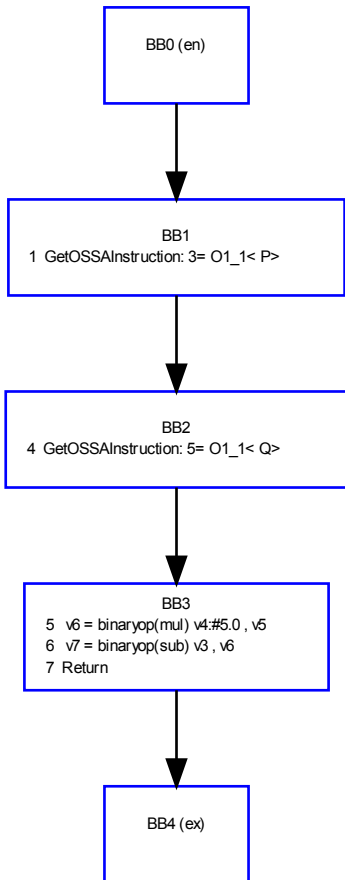 BB0 (en)
BB1
1 GetOSSAInstruction: 3= O1_1< P>
BB2
4 GetOSSAInstruction: 5= O1_1< Q>
BB3
5 v6 = binaryop(mul) v4:#5.0 , v5
6 v7 = binaryop(sub) v3 , v6
7 Return
BB4 (ex)